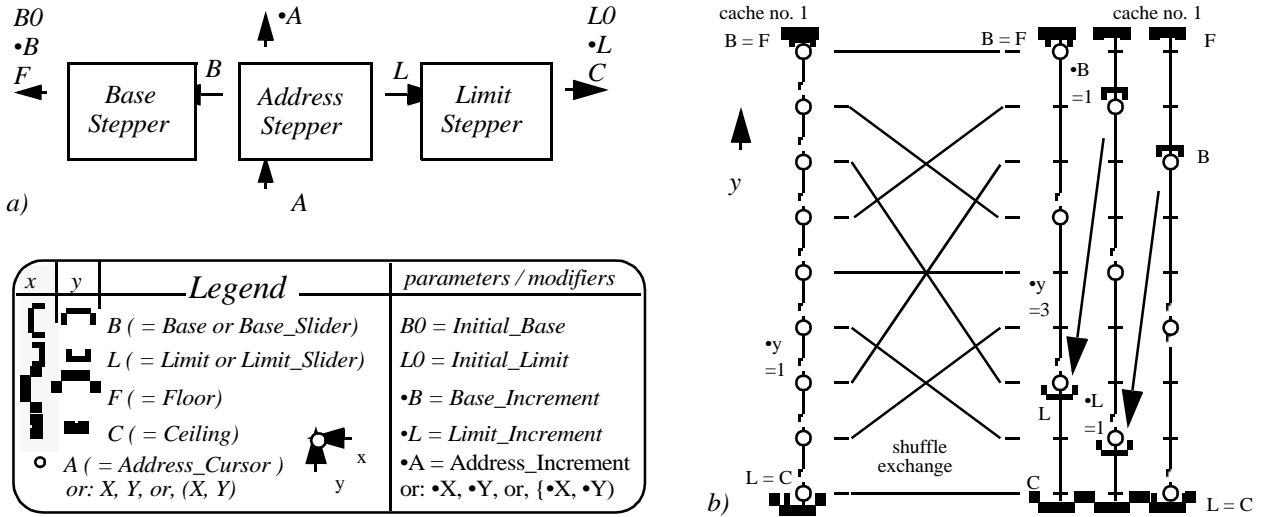 B0
•B
F
B
•A
L
L0
•L
C
Base
Stepper
Address
Stepper
Limit
Stepper
A
a)
x y Legend parameters / modifiers
B ( = Base or Base_Slider) B0 = Initial_Base
L ( = Limit or Limit_Slider) L0 = Initial_Limit
F ( = Floor) •B = Base_Increment
C ( = Ceiling) •L = Limit_Increment
A ( = Address_Cursor ) •A = Address_Increment
or: X, Y, or, (X, Y) or: •X, •Y, or, {•X, •Y)
x
y
cache no. 1
B = F
y
•y
=1
L = C
b)
shuffle
exchange
cache no. 1
B = F
F
•B
=1
B
•y
=3
L
•L
=1
C
L = C